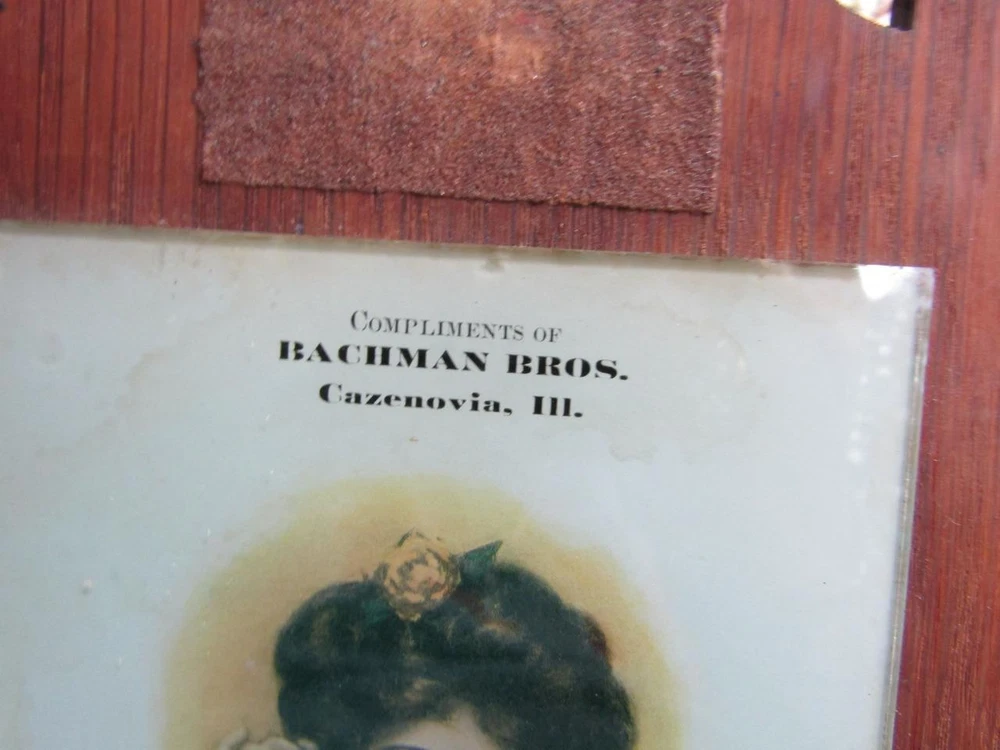 COMPLIMENTS OF
BACHMAN BROS.
Cazenovia, Ill.